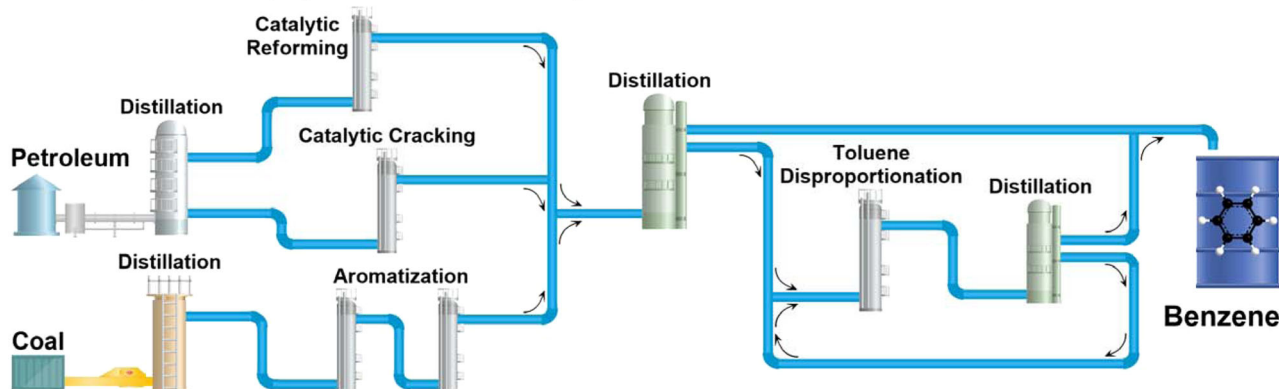 Catalytic
Reforming
Distillation
Distillation
Catalytic Cracking
Petroleum
Toluene
Disproportionation
Distillation
Distillation
Aromatization
Coal
Benzene